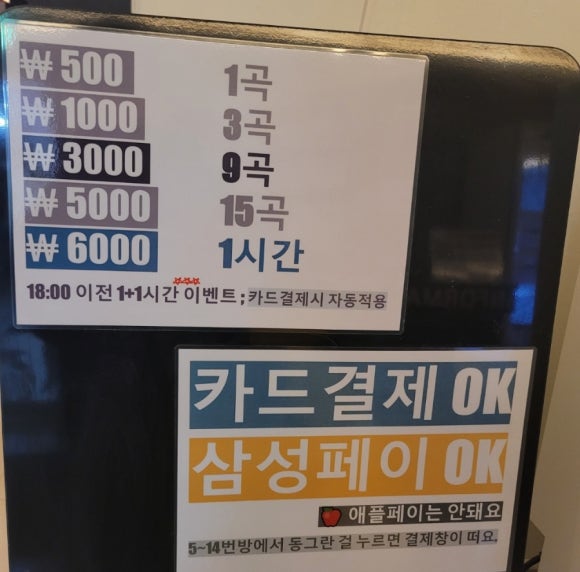 ₩ 500 1곡
₩ 1000 3곡
₩ 3000 9곡
₩ 5000 15곡
₩ 6000 1시간
18:00 이전 1+1시간 이벤트 ; 카드결제시 자동적용
카드결제 OK
삼성페이 OK
애플페이는 안돼요
5~14번방에서 동그란 걸 누르면 결제창이 떠요.